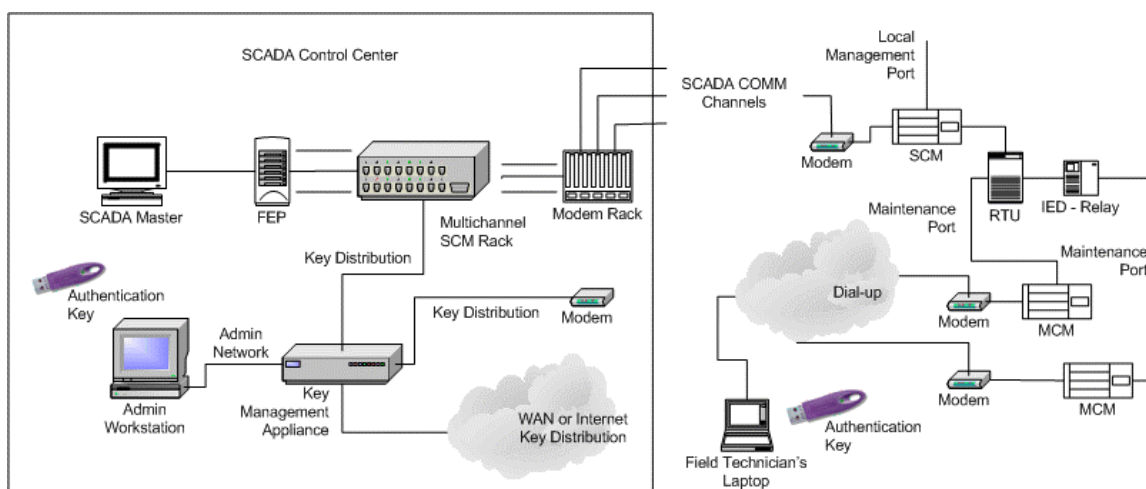 SCADA Control Center
SCADA Master
FEP
Multichannel
SCM Rack
Modem Rack
SCADA COMM
Channels
Local
Management
Port
Modem
SCM
RTU
IED - Relay
Maintenance
Port
Maintenance
Port
Key Distribution
Authentication
Key
Admin
Network
Key Distribution
Modem
Admin
Workstation
Key
Management
Appliance
WAN or Internet
Key Distribution
Dial-up
Modem
MCM
Modem
MCM
Authentication
Key
Field Technician's
Laptop